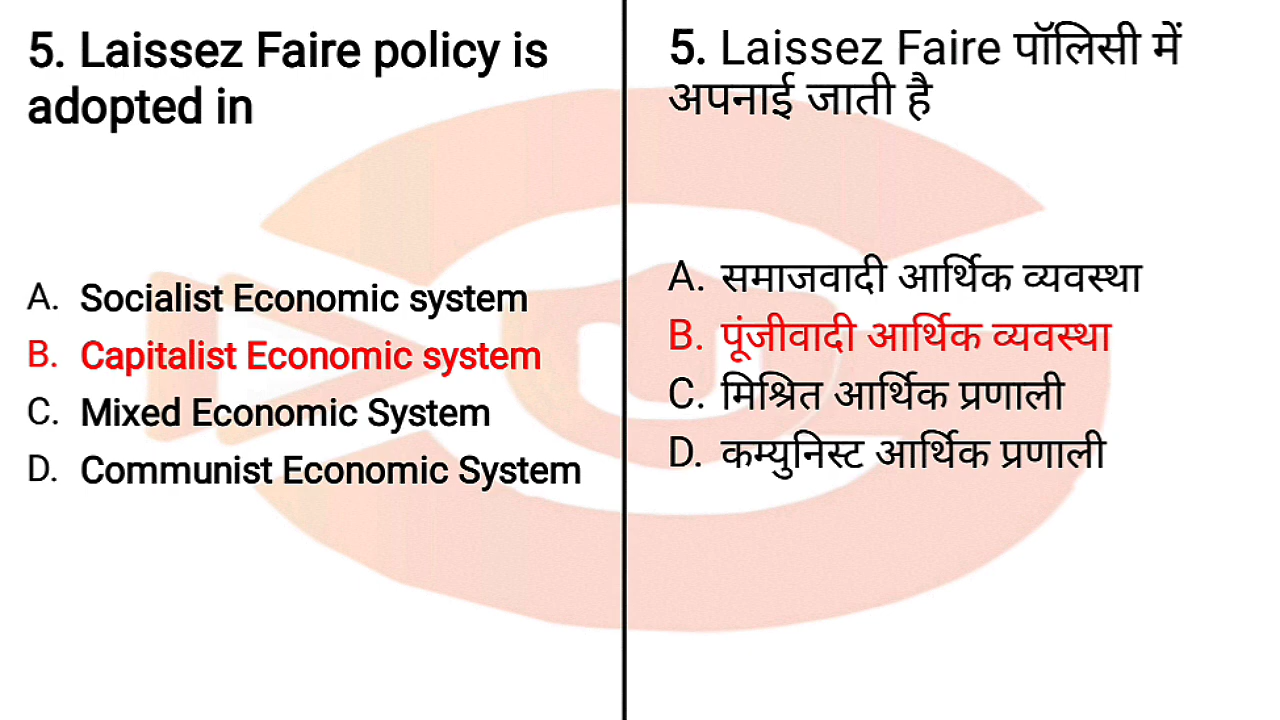 5. Laissez Faire policy is
adopted in
A. Socialist Economic system
B. Capitalist Economic system
C. Mixed Economic System
D. Communist Economic System
5. Laissez Faire पॉलिसी में
अपनाई जाती है
A. समाजवादी आर्थिक व्यवस्था
B. पूंजीवादी आर्थिक व्यवस्था
C. मिश्रित आर्थिक प्रणाली
D. कम्युनिस्ट आर्थिक प्रणाली